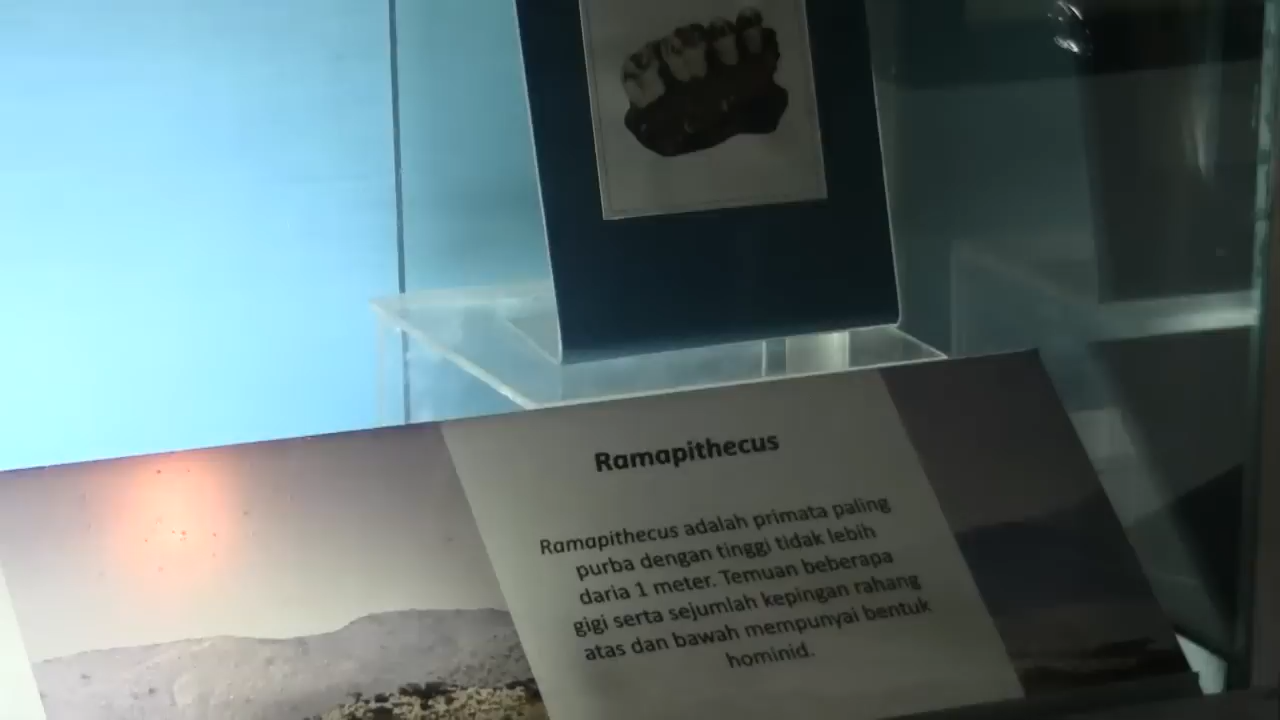 Ramapithecus
Ramapithecus adalah primata paling
purba dengan tinggi tidak lebih
daria 1 meter. Temuan beberapa
gigi serta sejumlah kepingan rahang
atas dan bawah mempunyai bentuk
hominid.